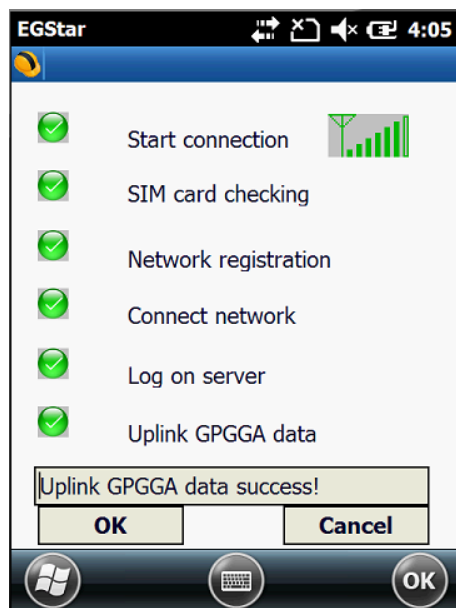 EGStar 4:05
Start connection
SIM card checking
Network registration
Connect network
Log on server
Uplink GPGGA data
Uplink GPGGA data success!
OK Cancel
OK